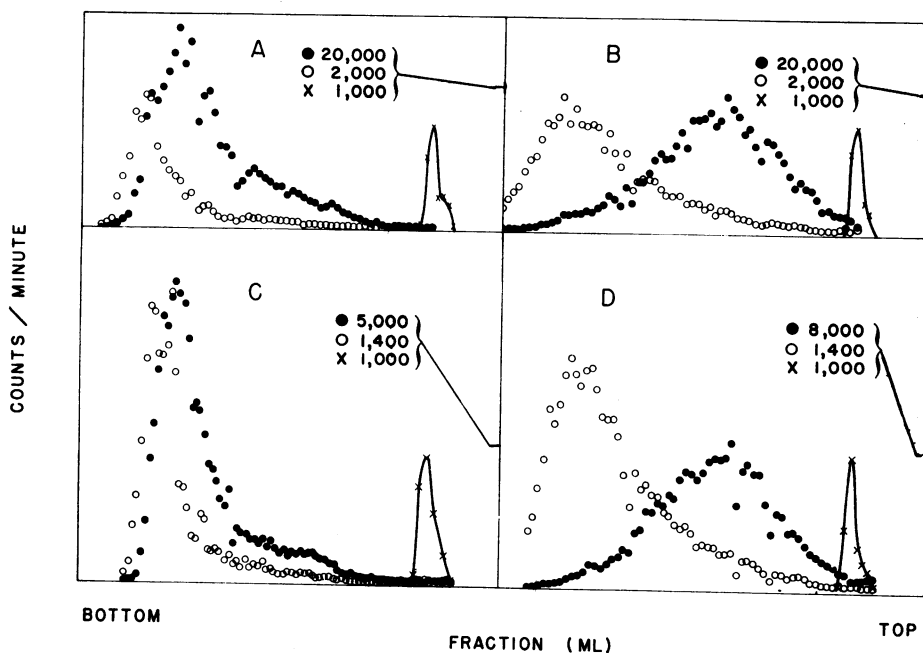 A
● 20,000
○ 2,000
x 1,000
B
● 20,000
○ 2,000
x 1,000
C
● 5,000
○ 1,400
x 1,000
D
● 8,000
○ 1,400
x 1,000
COUNTS / MINUTE
BOTTOM
TOP
FRACTION (ML)